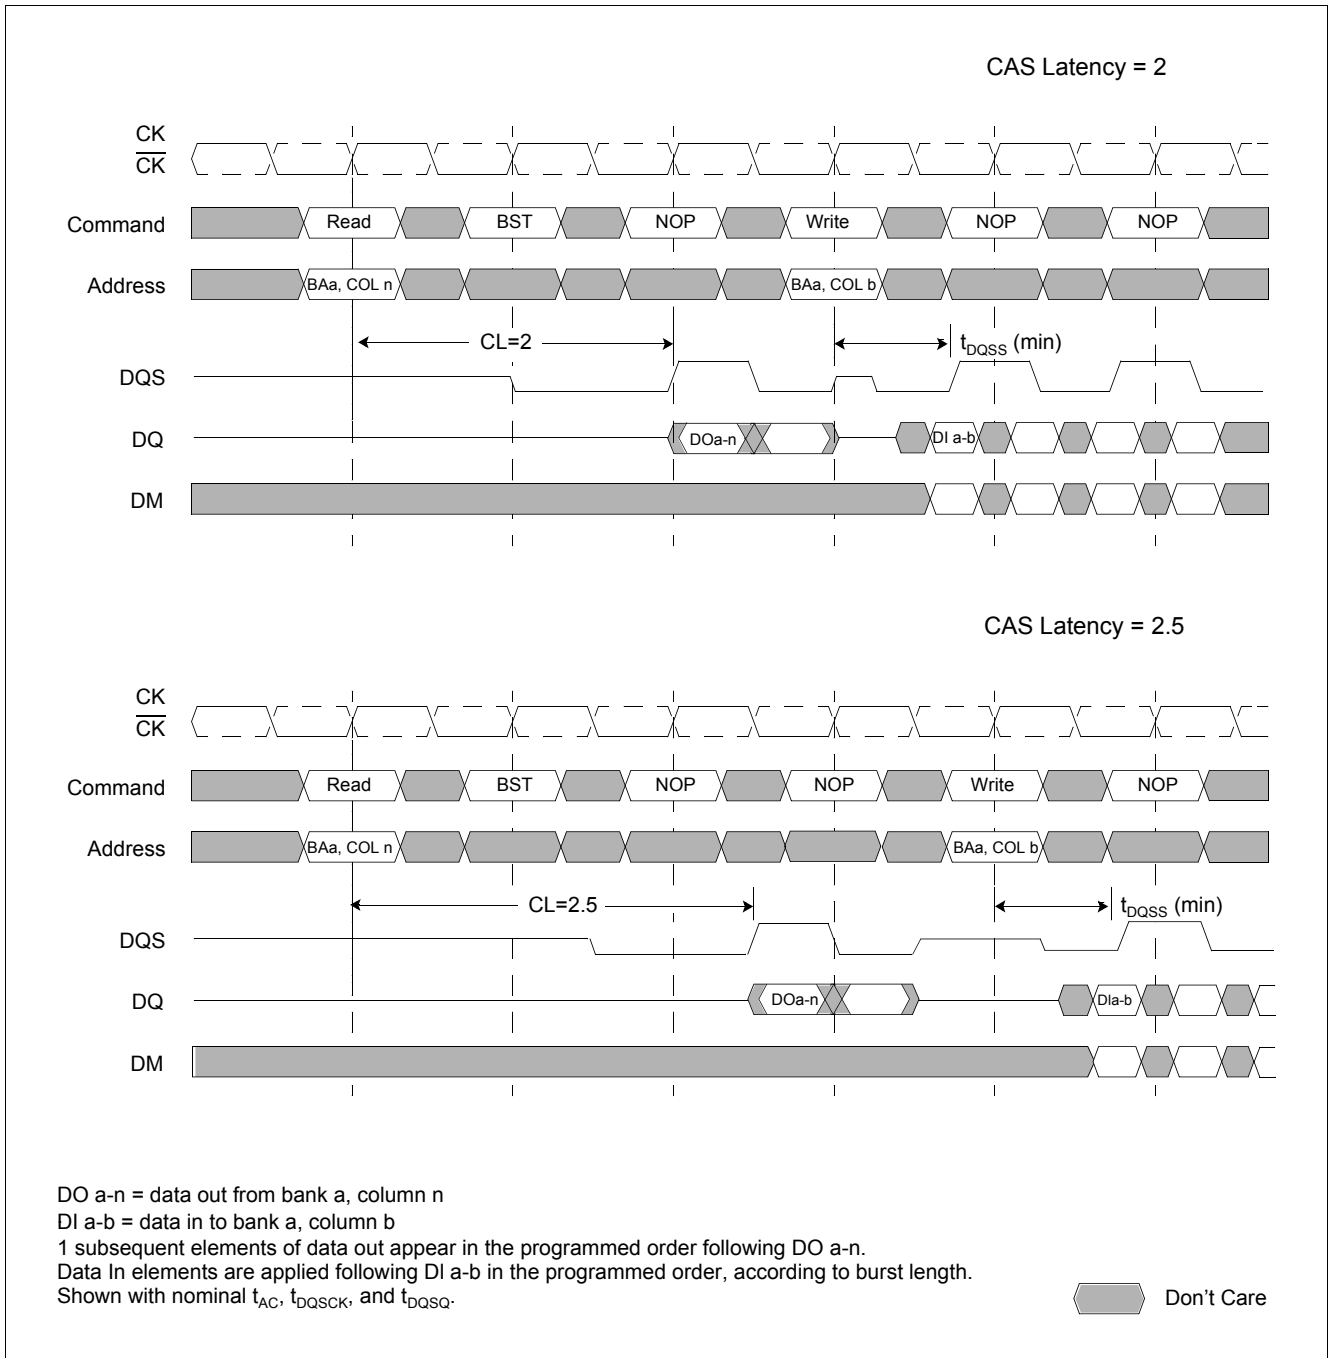 CAS Latency = 2
CK
CK
Command Read BST NOP Write NOP NOP
Address BAa, COL n BAa, COL b
CL=2 tDQSS (min)
DQS
DQ DOa-n DI a-b
DM
CAS Latency = 2.5
CK
CK
Command Read BST NOP NOP Write NOP
Address BAa, COL n BAa, COL b
CL=2.5 tDQSS (min)
DQS
DQ DOa-n DIa-b
DM
DO a-n = data out from bank a, column n
DI a-b = data in to bank a, column b
1 subsequent elements of data out appear in the programmed order following DO a-n.
Data In elements are applied following DI a-b in the programmed order, according to burst length.
Shown with nominal tAC, tDQSCK, and tDQSQ.
Don't Care